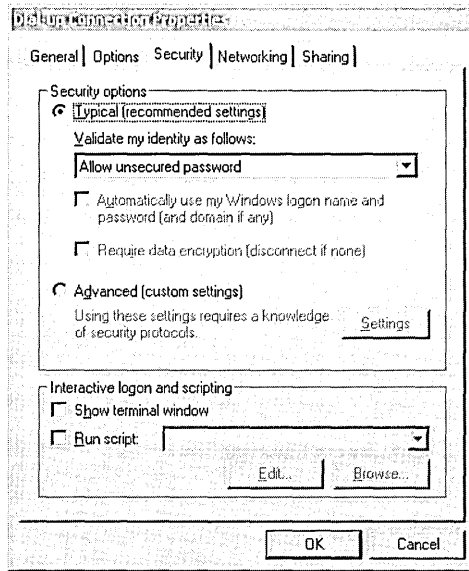 Dial-up Connection Properties
General Options Security Networking Sharing
Security options
Typical (recommended settings)
Validate my identity as follows:
Allow unsecured password
Automatically use my Windows logon name and
password (and domain if any)
Require data encryption (disconnect if none)
Advanced (custom settings)
Using these settings requires a knowledge
of security protocols.
Settings
Interactive logon and scripting
Show terminal window
Run script:
Edit... Browse...
OK Cancel